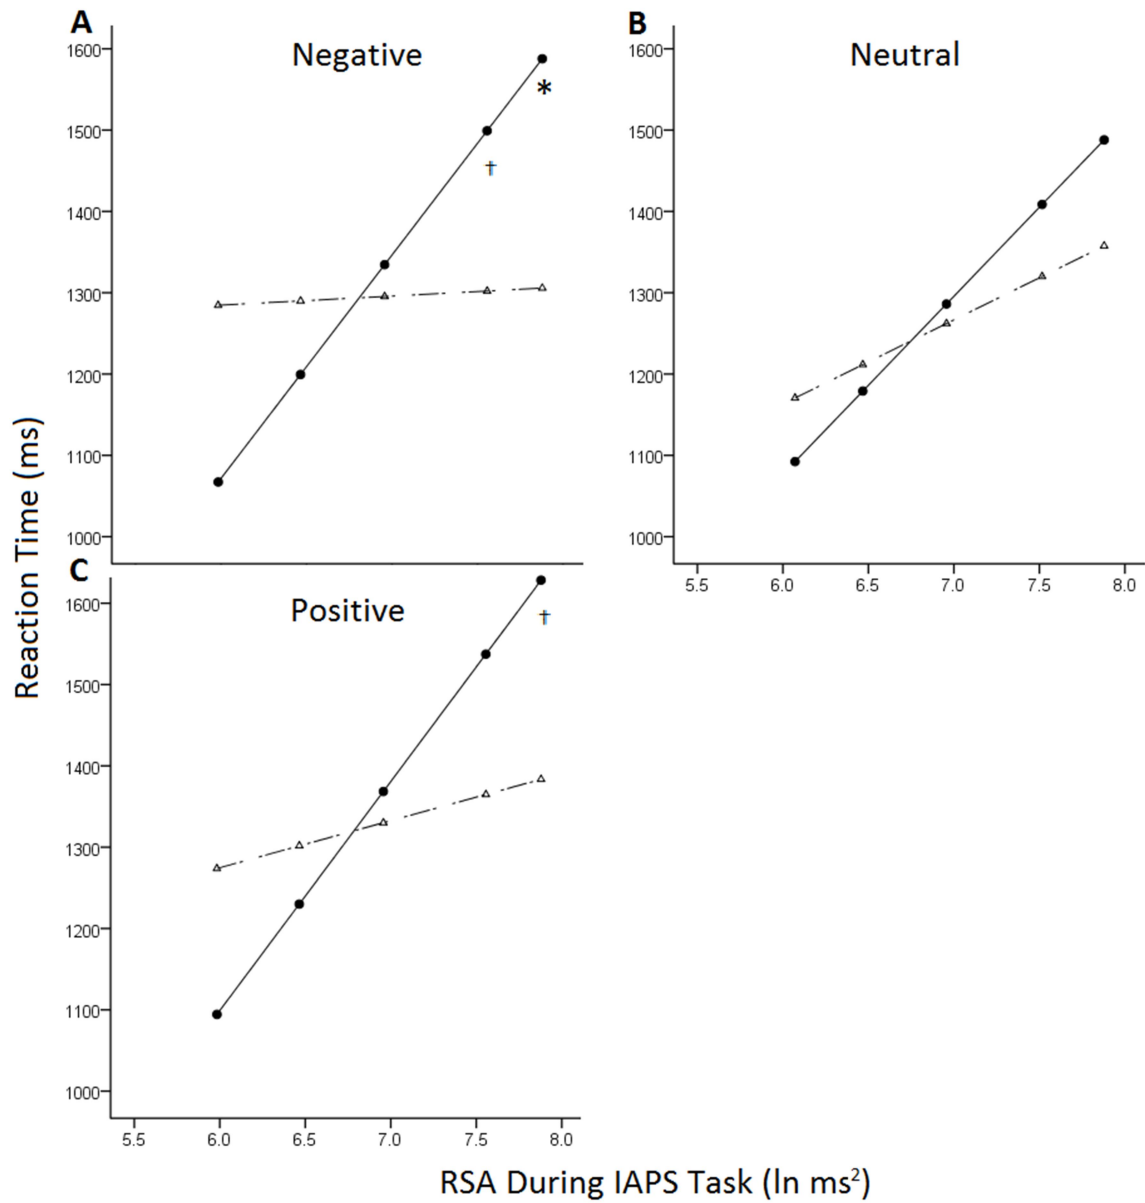 A
Negative
1600
1500
1400
1300
1200
1100
1000
*
†
B
Neutral
1600
1500
1400
1300
1200
1100
1000
5.5 6.0 6.5 7.0 7.5 8.0
C
Positive
1600
1500
1400
1300
1200
1100
1000
†
5.5 6.0 6.5 7.0 7.5 8.0
Reaction Time (ms)
RSA During IAPS Task (ln ms²)